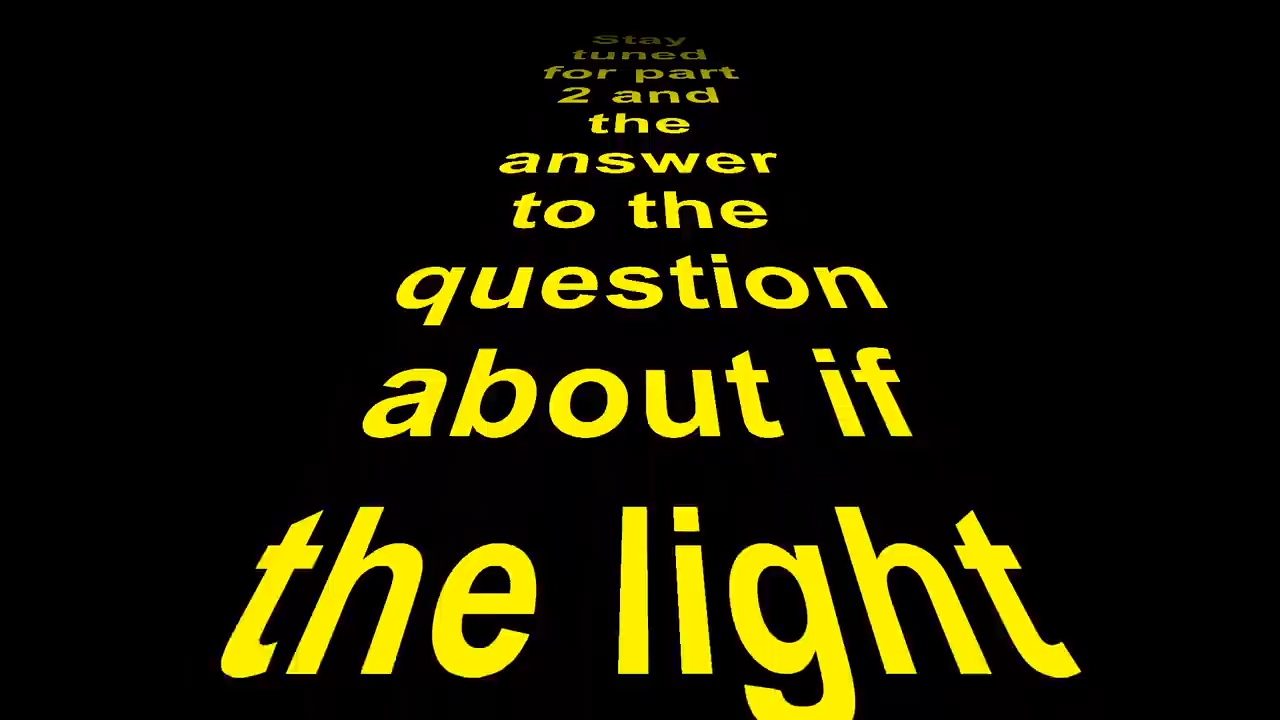 Stay
tuned
for part
2 and
the
answer
to the
question
about if
the light